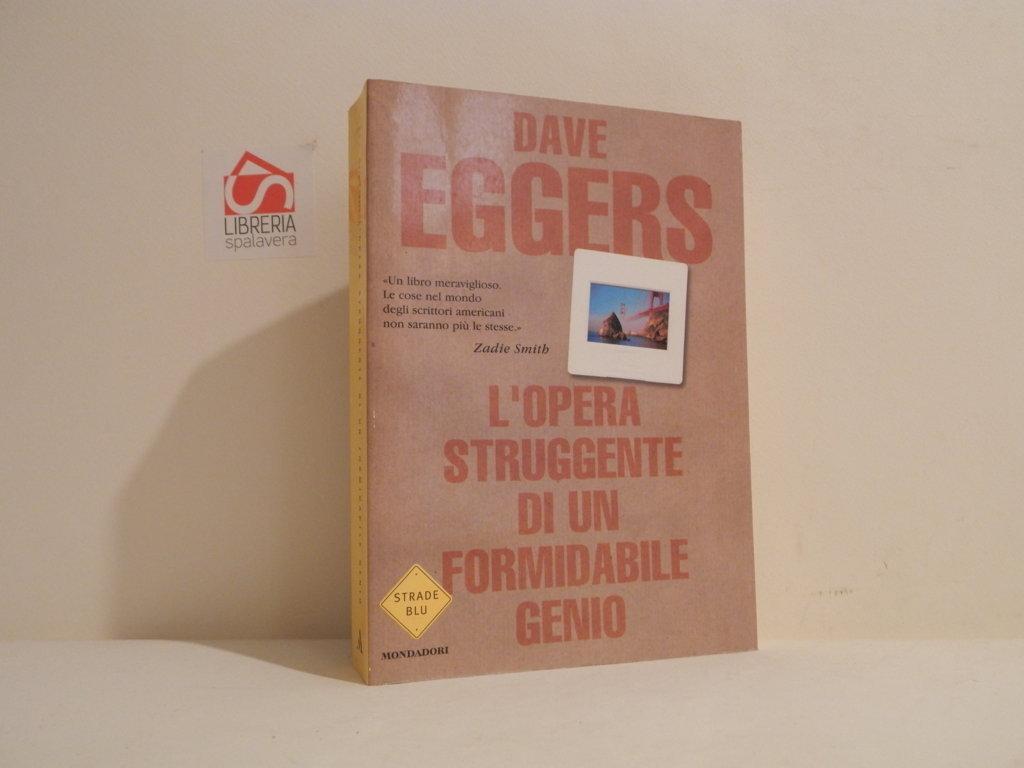 LIBRERIA
spalavera
DAVE
EGGERS
«Un libro meraviglioso.
Le cose nel mondo
degli scrittori americani
non saranno più le stesse.»
Zadie Smith
L'OPERA
STRUGGENTE
DI UN
FORMIDABILE
GENIO
STRADE
BLU
MONDADORI